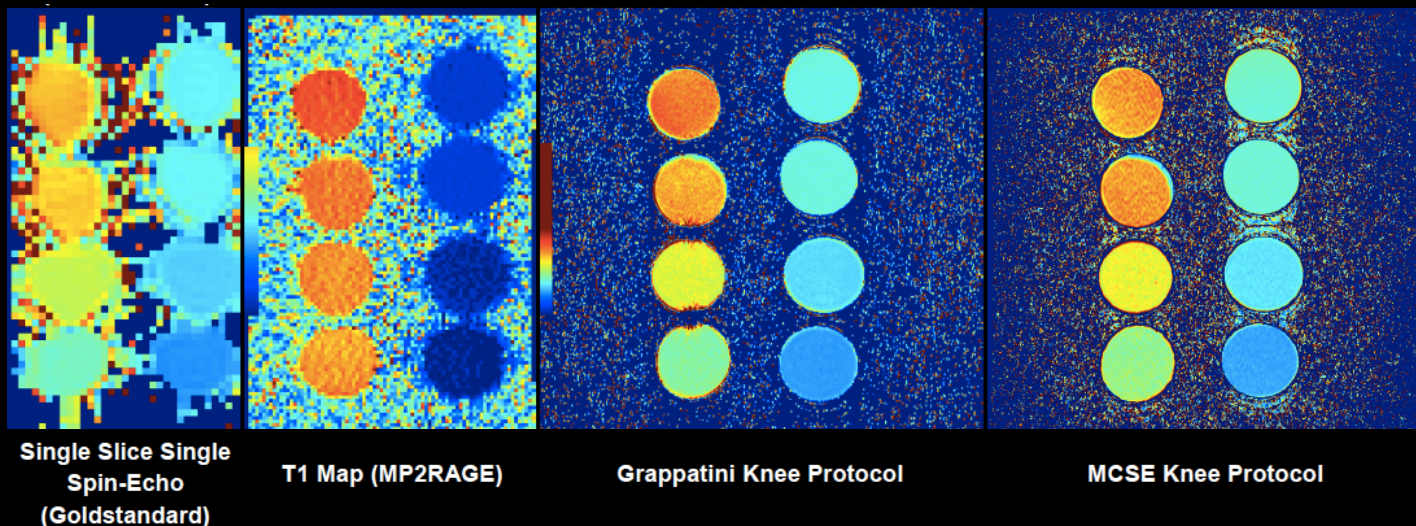 Single Slice Single
Spin-Echo
(Goldstandard)
T1 Map (MP2RAGE)
Grappatini Knee Protocol
MCSE Knee Protocol